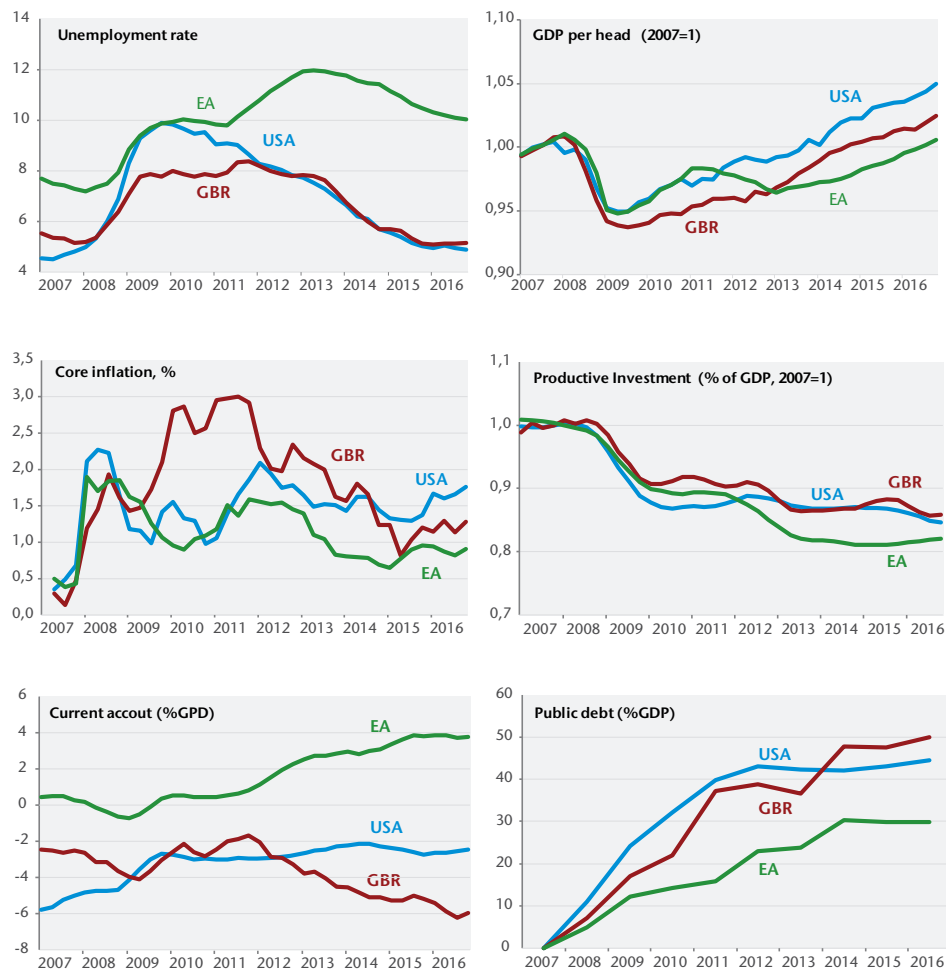 Unemployment rate
14
12
10
8
6
4
EA
USA
GBR
2007 2008 2009 2010 2011 2012 2013 2014 2015 2016
GDP per head (2007=1)
1,10
1,05
1,00
0,95
0,90
USA
EA
GBR
2007 2008 2009 2010 2011 2012 2013 2014 2015 2016
Core inflation, %
3,5
3,0
2,5
2,0
1,5
1,0
0,5
0,0
GBR
USA
EA
2007 2008 2009 2010 2011 2012 2013 2014 2015 2016
Productive Investment (% of GDP, 2007=1)
1,1
1,0
0,9
0,8
0,7
GBR
USA
EA
2007 2008 2009 2010 2011 2012 2013 2014 2015 2016
Current accout (%GPD)
6
4
2
0
-2
-4
-6
-8
EA
USA
GBR
2007 2008 2009 2010 2011 2012 2013 2014 2015 2016
Public debt (%GDP)
60
50
40
30
20
10
0
USA
GBR
EA
2007 2008 2009 2010 2011 2012 2013 2014 2015 2016